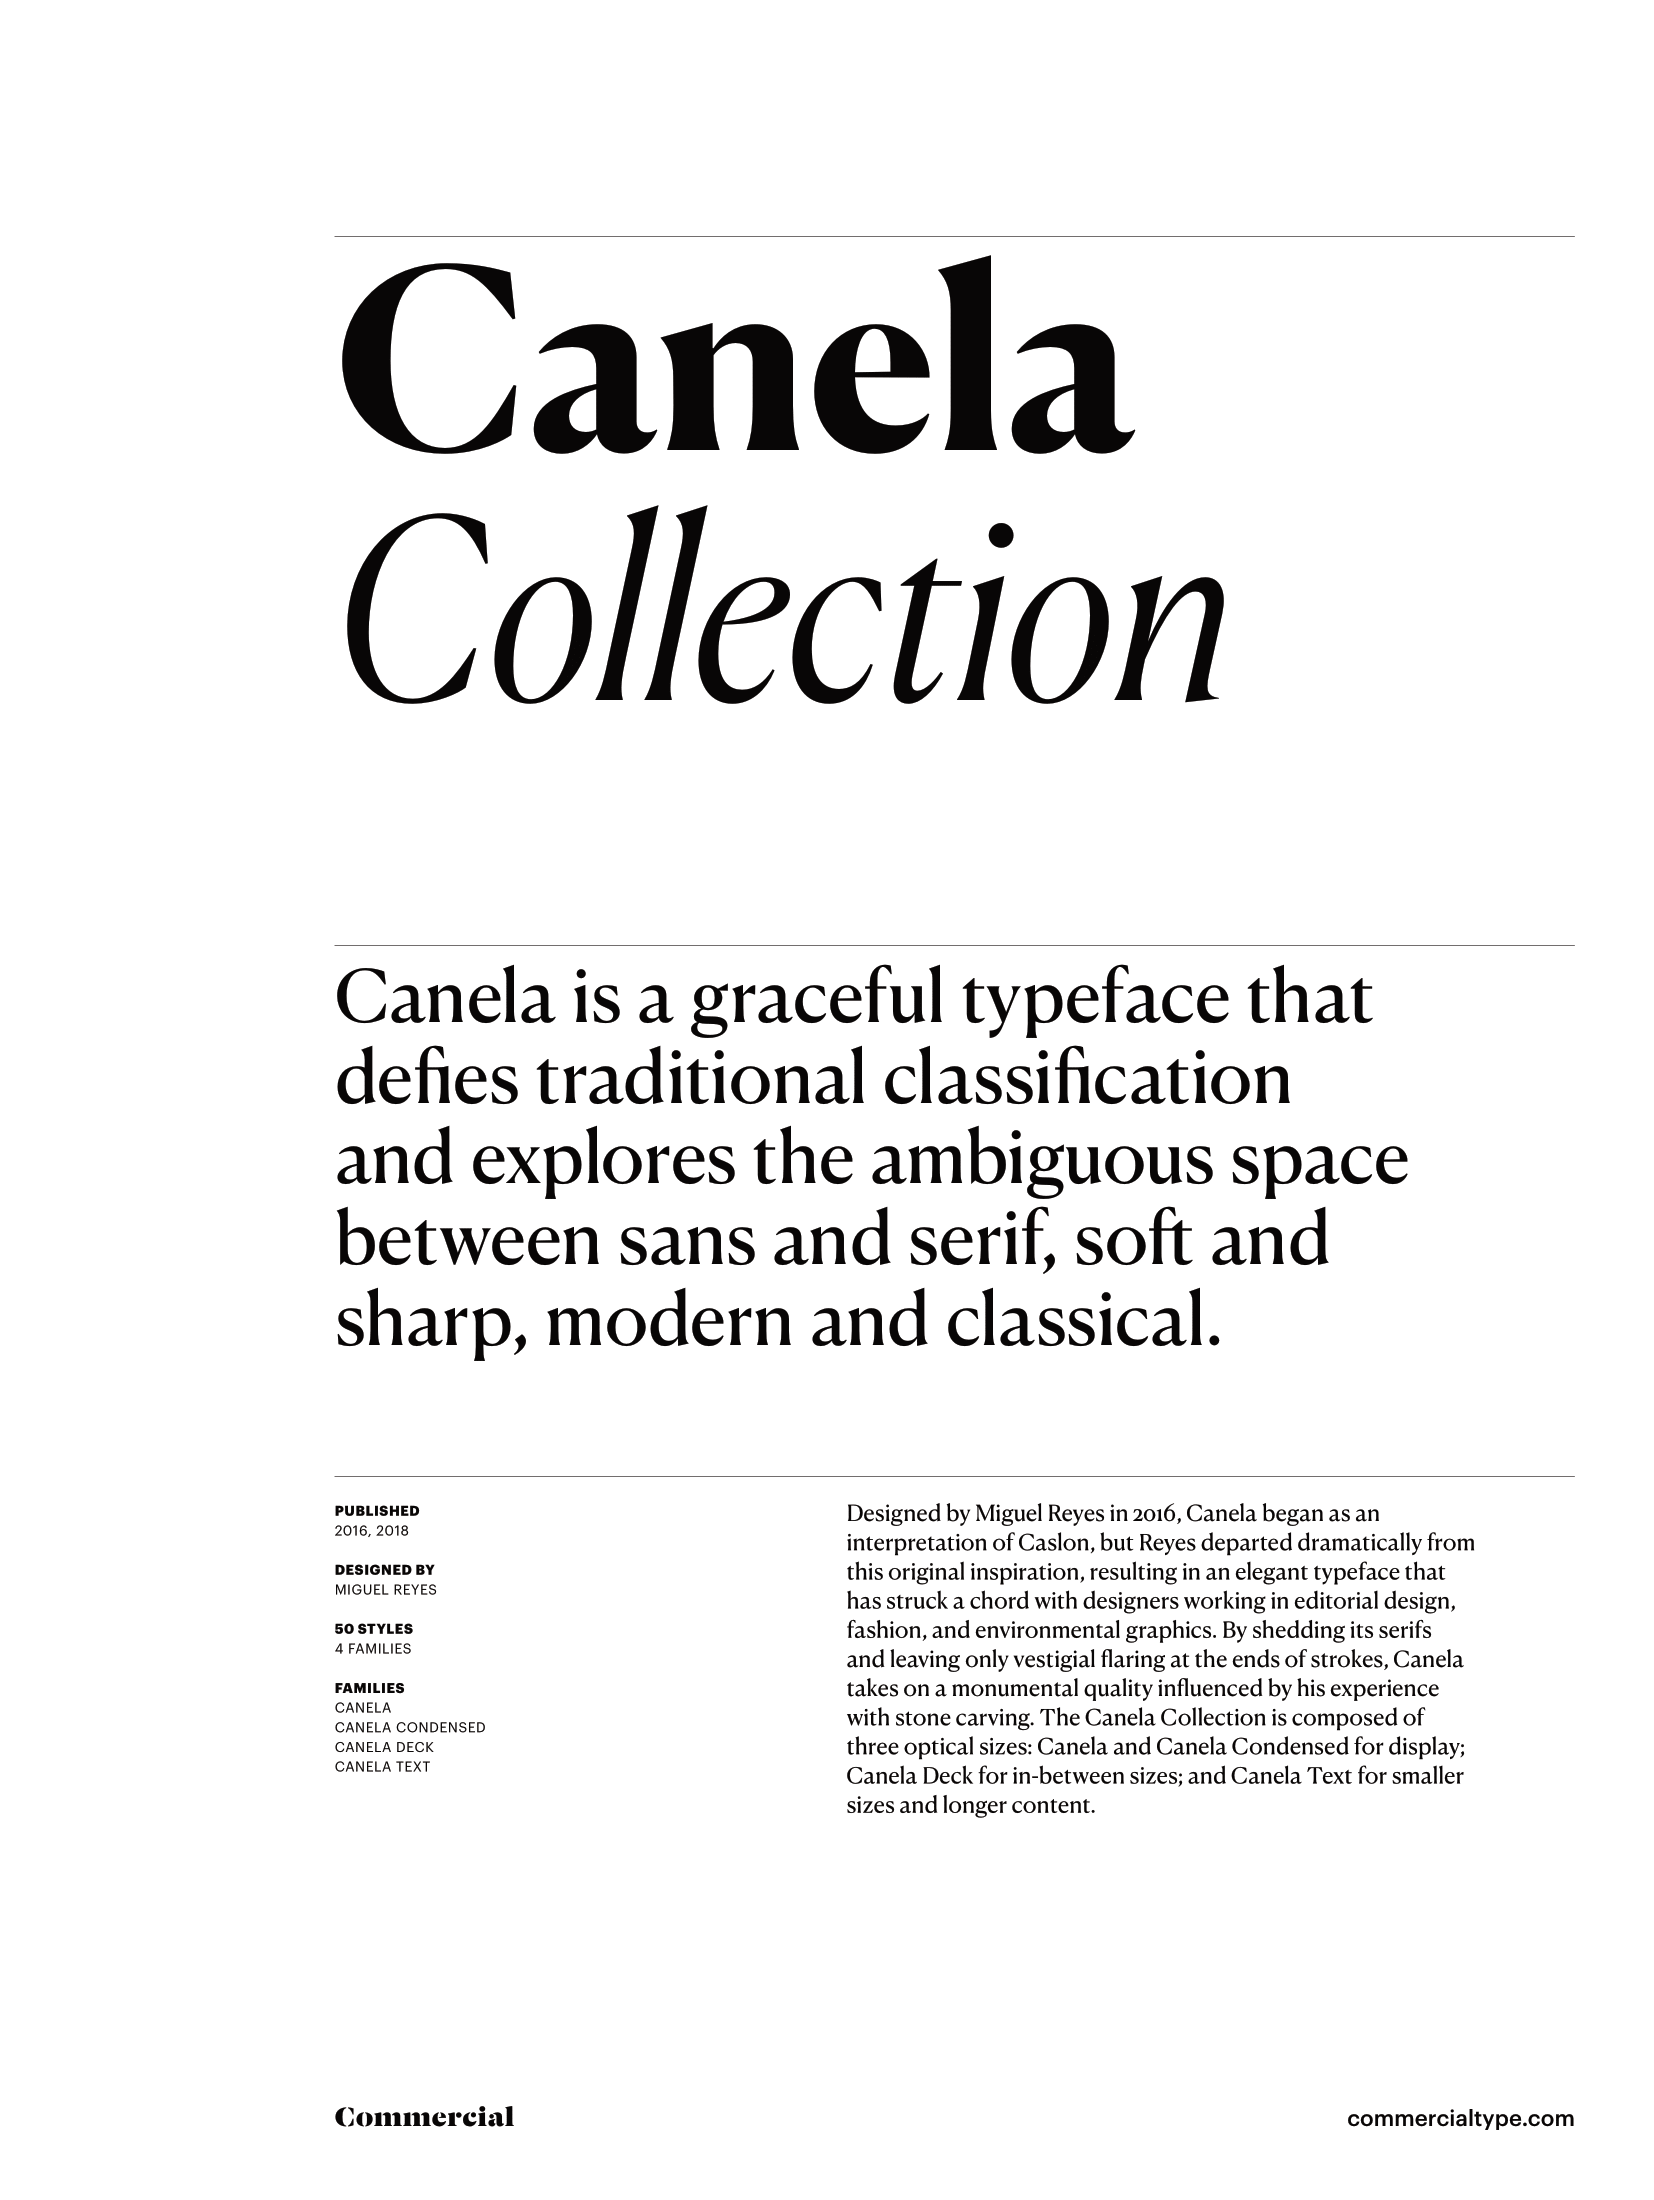 Canela
Collection
Canela is a graceful typeface that
defies traditional classification
and explores the ambiguous space
between sans and serif, soft and
sharp, modern and classical.
PUBLISHED
2016, 2018
DESIGNED BY
MIGUEL REYES
50 STYLES
4 FAMILIES
FAMILIES
CANELA
CANELA CONDENSED
CANELA DECK
CANELA TEXT
Designed by Miguel Reyes in 2016, Canela began as an
interpretation of Caslon, but Reyes departed dramatically from
this original inspiration, resulting in an elegant typeface that
has struck a chord with designers working in editorial design,
fashion, and environmental graphics. By shedding its serifs
and leaving only vestigial flaring at the ends of strokes, Canela
takes on a monumental quality influenced by his experience
with stone carving. The Canela Collection is composed of
three optical sizes: Canela and Canela Condensed for display;
Canela Deck for in-between sizes; and Canela Text for smaller
sizes and longer content.
Commercial
commercialtype.com